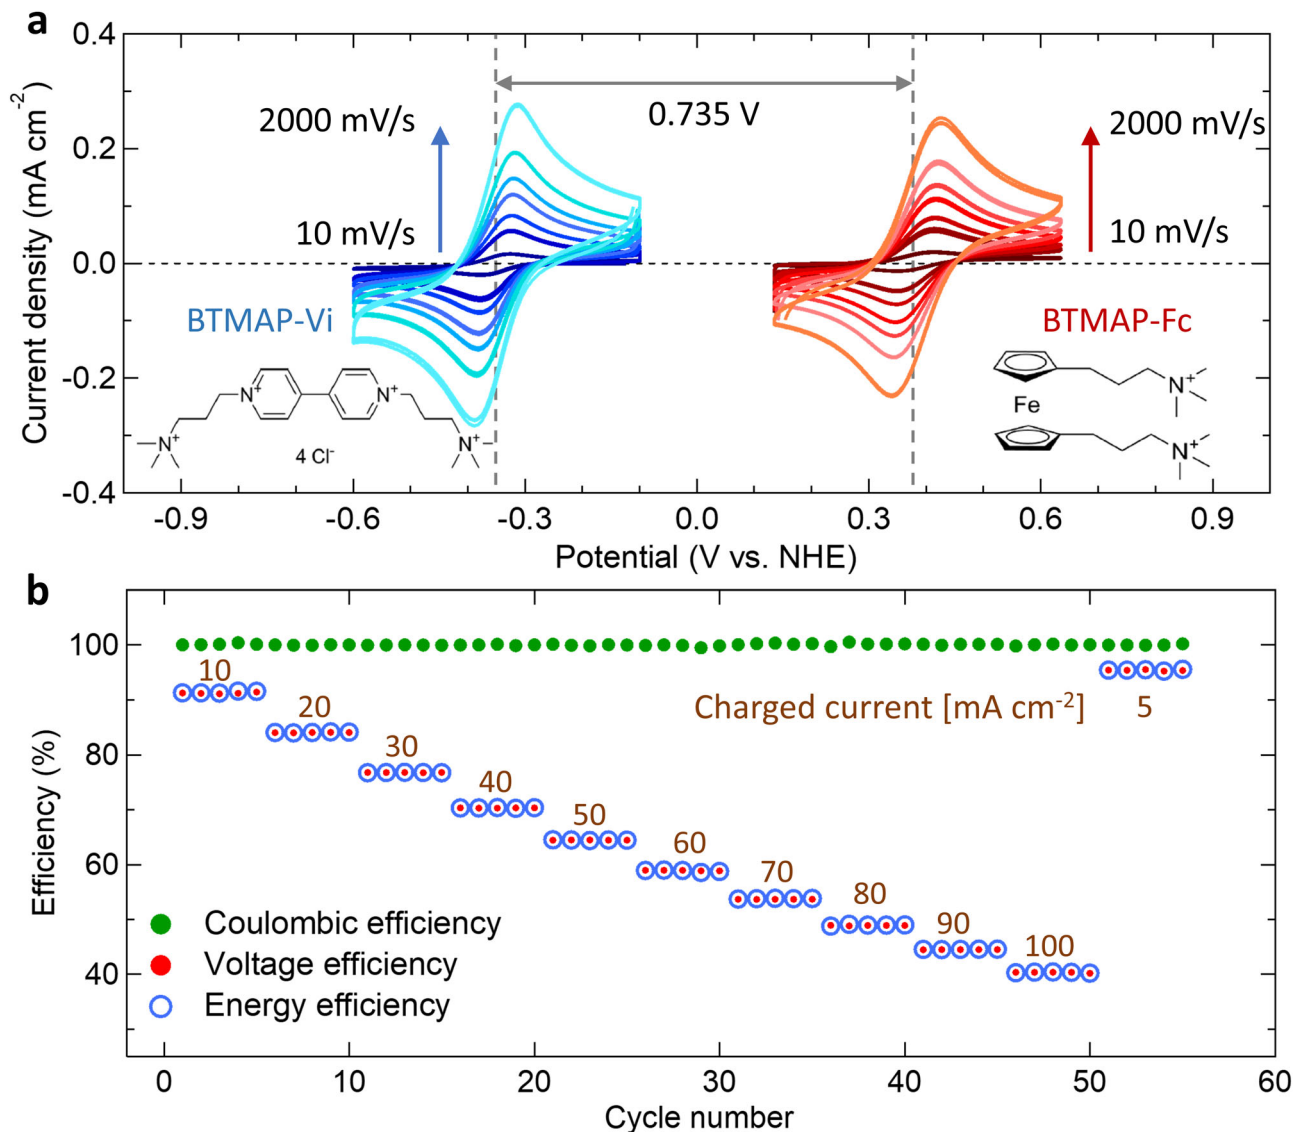 a
0.4
0.2
0.0
-0.2
-0.4
Current density (mA cm-2)
0.735 V
2000 mV/s
10 mV/s
2000 mV/s
10 mV/s
BTMAP-Vi
BTMAP-Fc
N+
N+
N+
N+
4 Cl-
Fe
N+
N+
-0.9
-0.6
-0.3
0.0
0.3
0.6
0.9
Potential (V vs. NHE)
b
100
80
60
40
Efficiency (%)
10
20
30
40
50
60
70
80
90
100
5
Charged current [mA cm-2]
Coulombic efficiency
Voltage efficiency
Energy efficiency
0
10
20
30
40
50
60
Cycle number